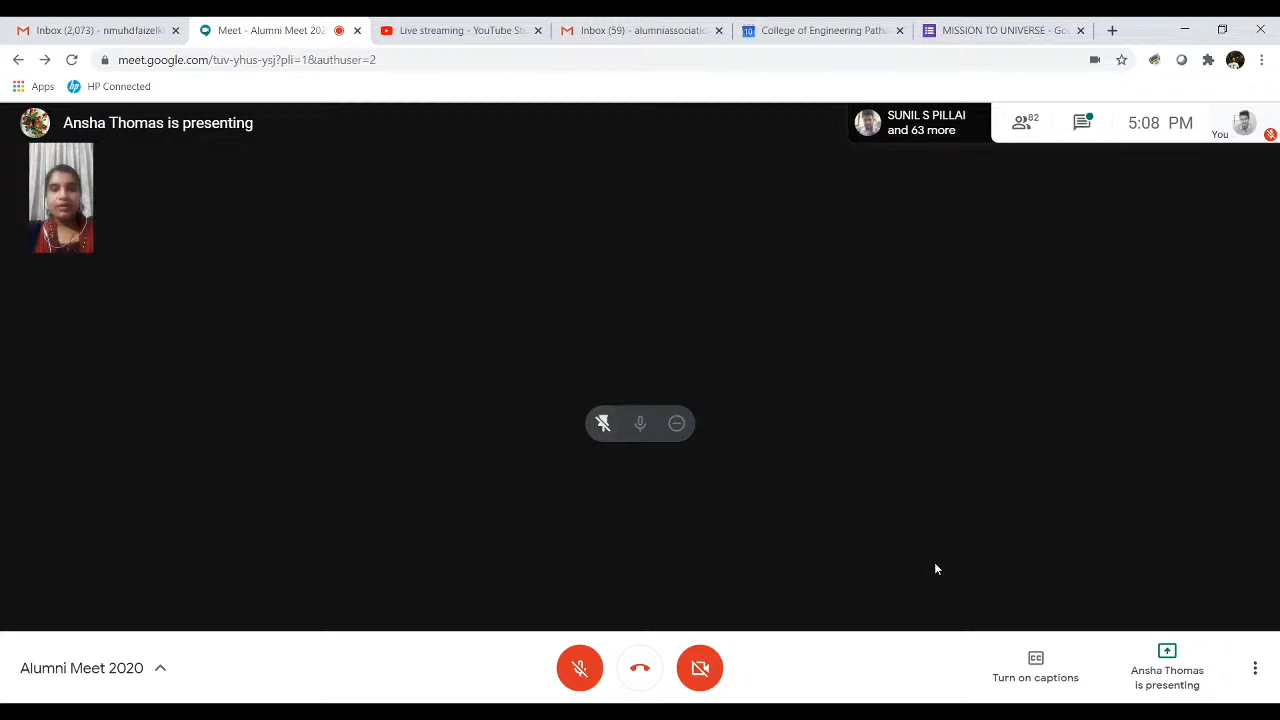 Inbox (2,073) - nmuhdfaizelk
Meet - Alumni Meet 202
Live streaming - YouTube Stu
Inbox (59) - alumniassociatio
College of Engineering Path
MISSION TO UNIVERSE - Go
meet.google.com/tuv-yhus-ysj?pli=1&authuser=2
Apps
HP Connected
Ansha Thomas is presenting
SUNIL S PILLAI
and 63 more
82
5:08 PM
You
Alumni Meet 2020
Turn on captions
Ansha Thomas
is presenting